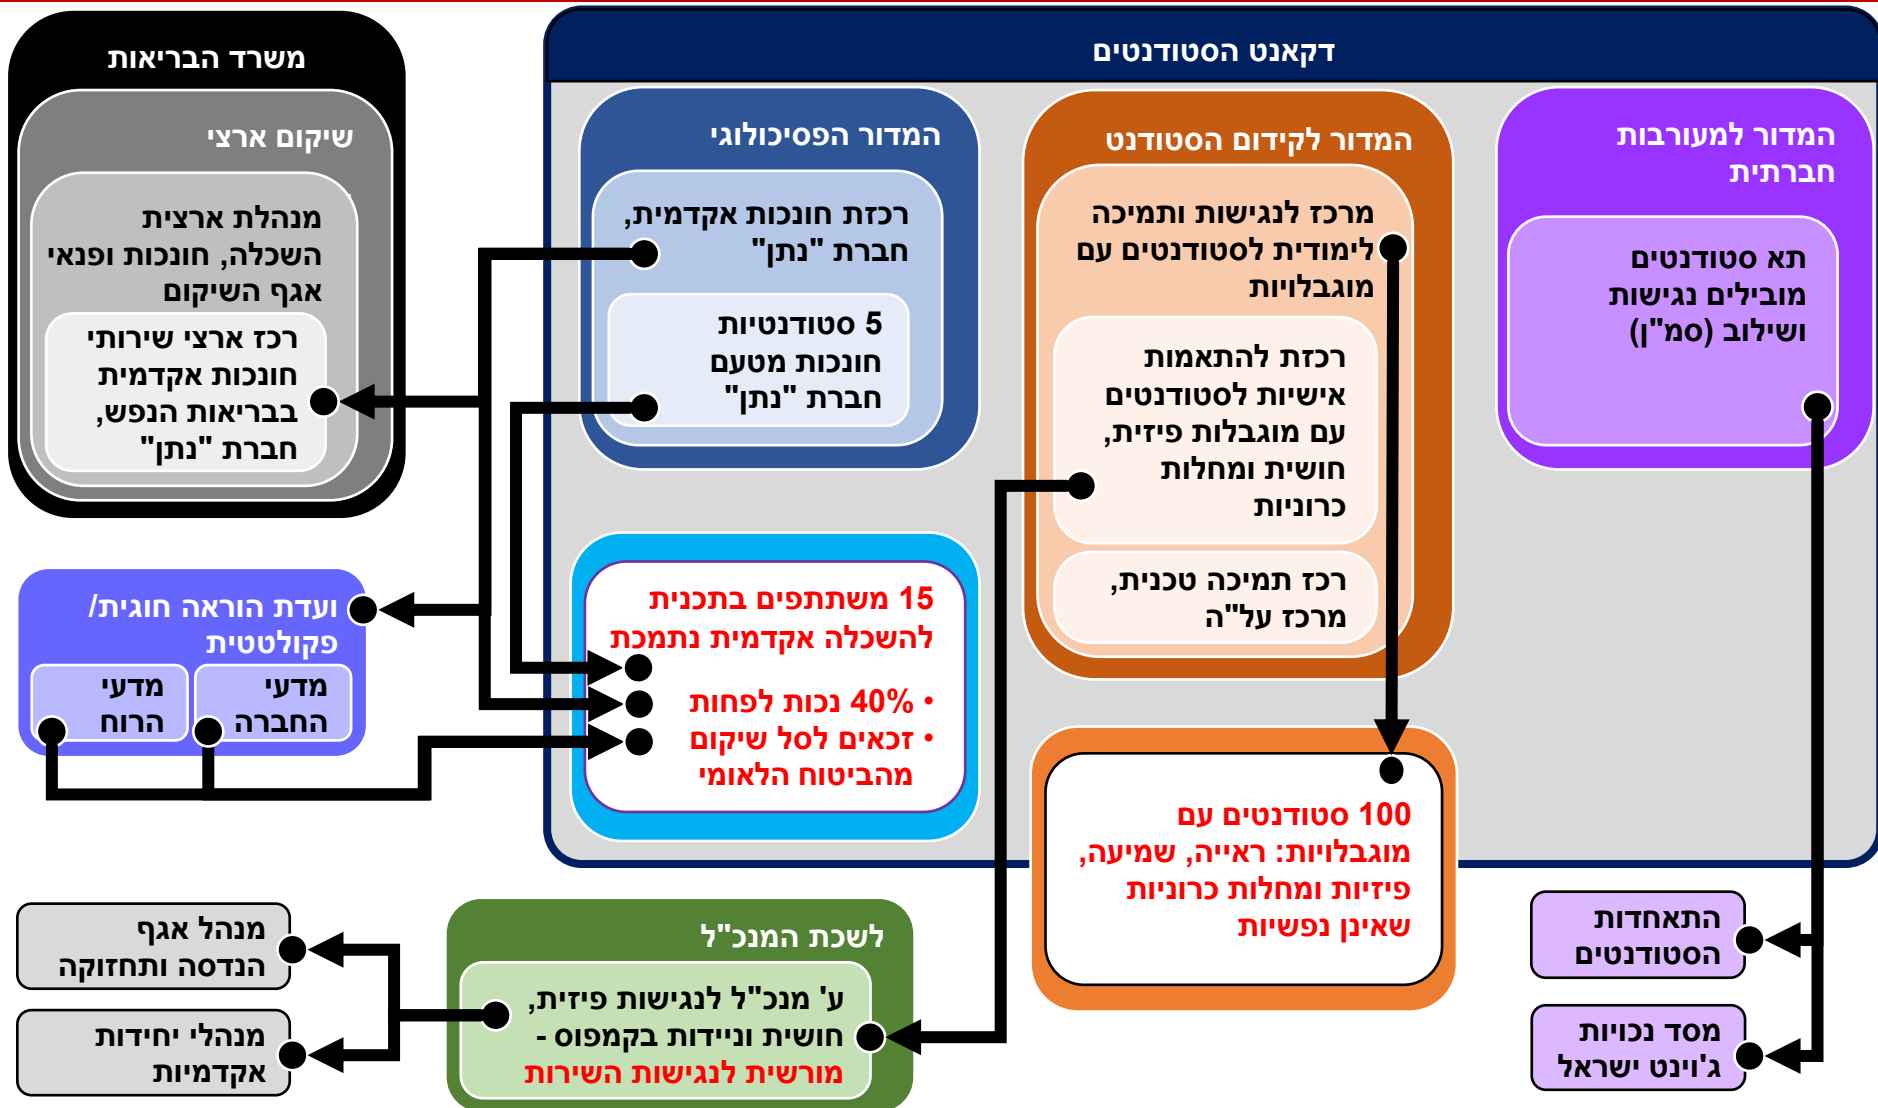 דקאנט הסטודנטים
המדור למעורבות
חברתית
תא סטודנטים
מובילים נגישות
ושילוב (סמ"ן)
המדור לקידום הסטודנט
מרכז לנגישות ותמיכה
לימודית לסטודנטים עם
מוגבלויות
רכזת להתאמות
אישיות לסטודנטים
עם מוגבלות פיזית,
חושית ומחלות
כרוניות
רכז תמיכה טכנית,
מרכז על"ה
המדור הפסיכולוגי
רכזת חונכות אקדמית,
חברת "נתן"
5 סטודנטיות
חונכות מטעם
חברת "נתן"
משרד הבריאות
שיקום ארצי
מנהלת ארצית
השכלה, חונכות ופנאי
אגף השיקום
רכז ארצי שירותי
חונכות אקדמית
בבריאות הנפש,
חברת "נתן"
15 משתתפים בתכנית
להשכלה אקדמית נתמכת
• 40% נכות לפחות
• זכאים לסל שיקום
מהביטוח הלאומי
ועדת הוראה חוגית/
פקולטטית
מדעי
החברה
מדעי
הרוח
100 סטודנטים עם
מוגבלויות: ראייה, שמיעה,
פיזיות ומחלות כרוניות
שאינן נפשיות
התאחדות
הסטודנטים
מסד נכויות
ג'וינט ישראל
לשכת המנכ"ל
ע' מנכ"ל לנגישות פיזית,
חושית וניידות בקמפוס -
מורשית לנגישות השירות
מנהל אגף
הנדסה ותחזוקה
מנהלי יחידות
אקדמיות